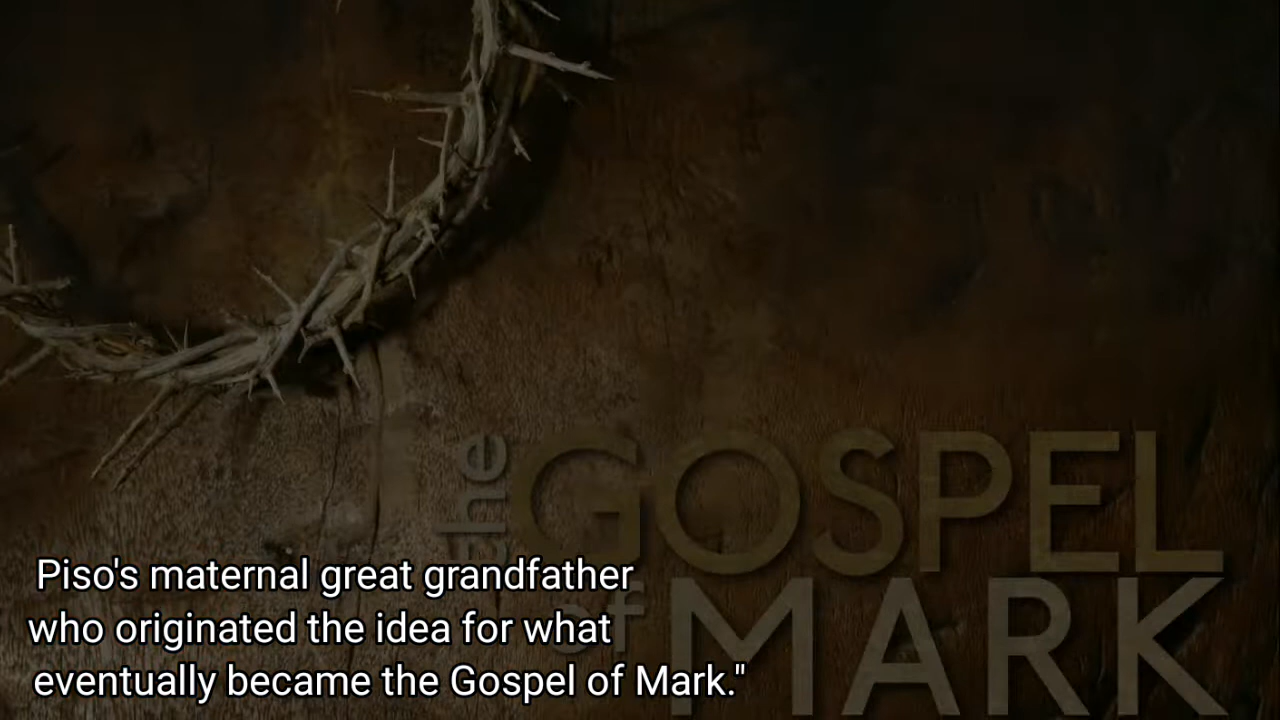 the
GOSPEL
of MARK
Piso's maternal great grandfather
who originated the idea for what
eventually became the Gospel of Mark."